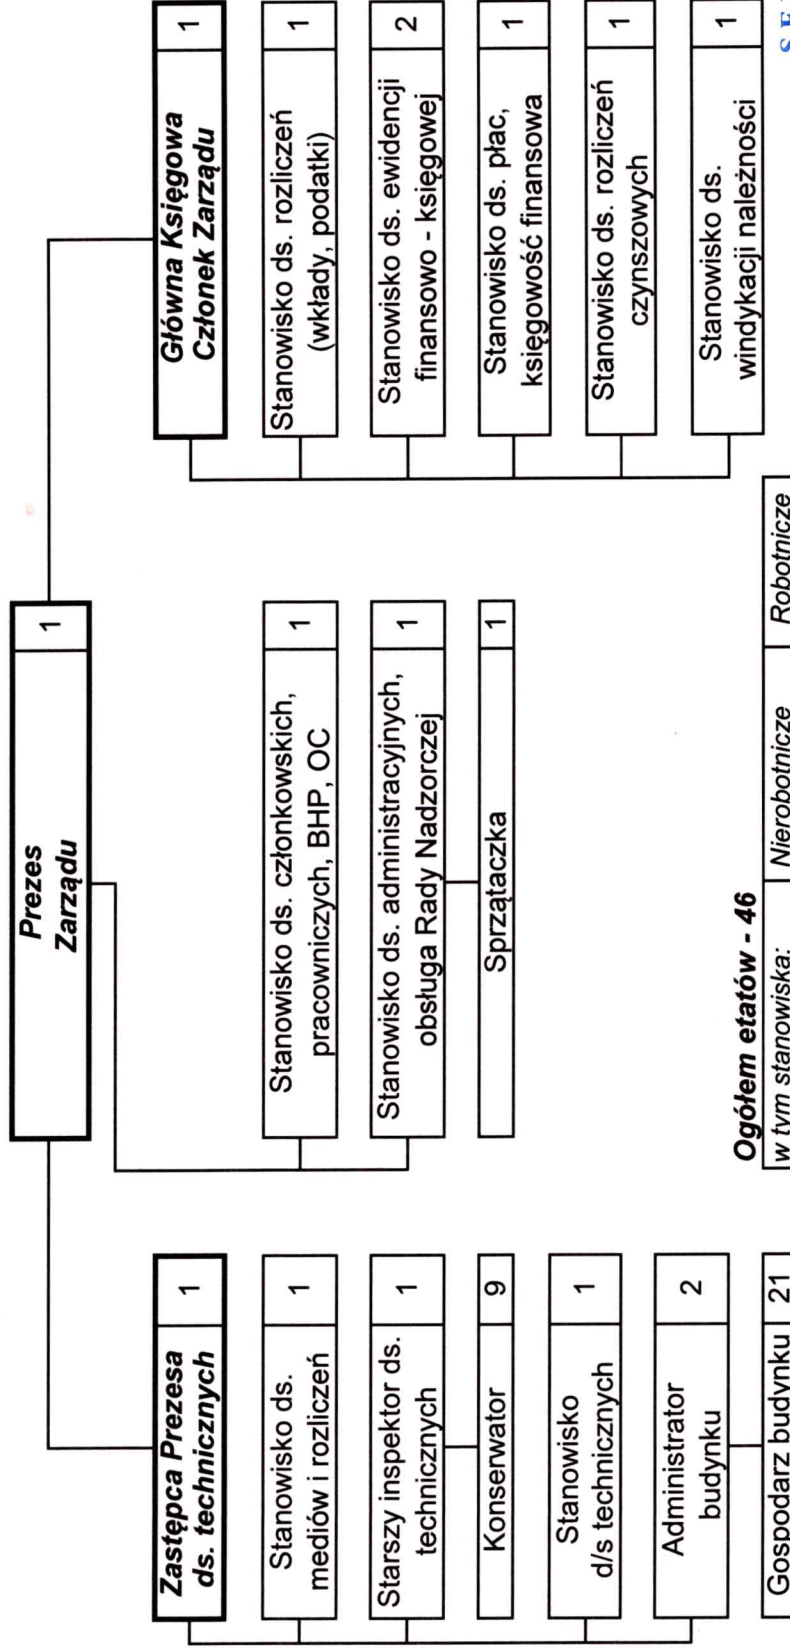 Prezes
Zarządu
1
Zastępca Prezesa
ds. technicznych
1
Stanowisko ds.
mediów i rozliczeń
1
Starszy inspektor ds.
technicznych
1
Konserwator
9
Stanowisko
d/s technicznych
1
Administrator
budynku
2
Gospodarz budynku
21
Stanowisko ds. członkowskich,
pracowniczych, BHP, OC
1
Stanowisko ds. administracyjnych,
obsługa Rady Nadzorczej
1
Sprzątaczka
1
Główna Księgowa
Członek Zarządu
1
Stanowisko ds. rozliczeń
(wkłady, podatki)
1
Stanowisko ds. ewidencji
finansowo - księgowej
2
Stanowisko ds. płac,
księgowość finansowa
1
Stanowisko ds. rozliczeń
czynszowych
1
Stanowisko ds.
windykacji należności
1
Ogółem etatów - 46
w tym stanowiska:
Nierobotnicze
Robotnicze